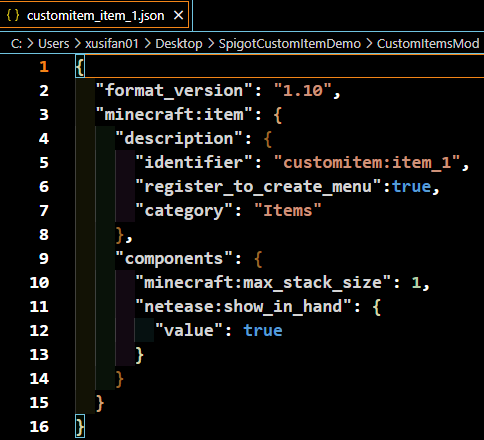 {} customitem_item_1.json ×
C: > Users > xusifan01 > Desktop > SpigotCustomItemDemo > CustomItemsMod
1 {
2 "format_version": "1.10",
3 "minecraft:item": {
4 "description": {
5 "identifier": "customitem:item_1",
6 "register_to_create_menu":true,
7 "category": "Items"
8 },
9 "components": {
10 "minecraft:max_stack_size": 1,
11 "netease:show_in_hand": {
12 "value": true
13 }
14 }
15 }
16 }